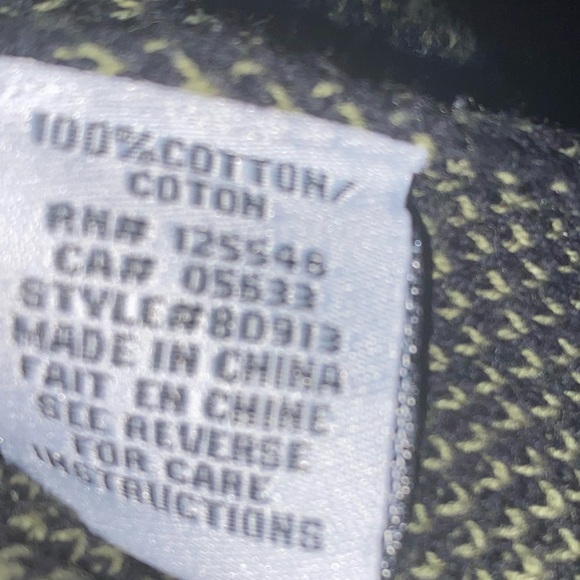 100%COTTON/
COTON
RN# 125546
CA# 05633
STYLE#8D913
MADE IN CHINA
FAIT EN CHINE
SEE REVERSE
FOR CARE
INSTRUCTIONS